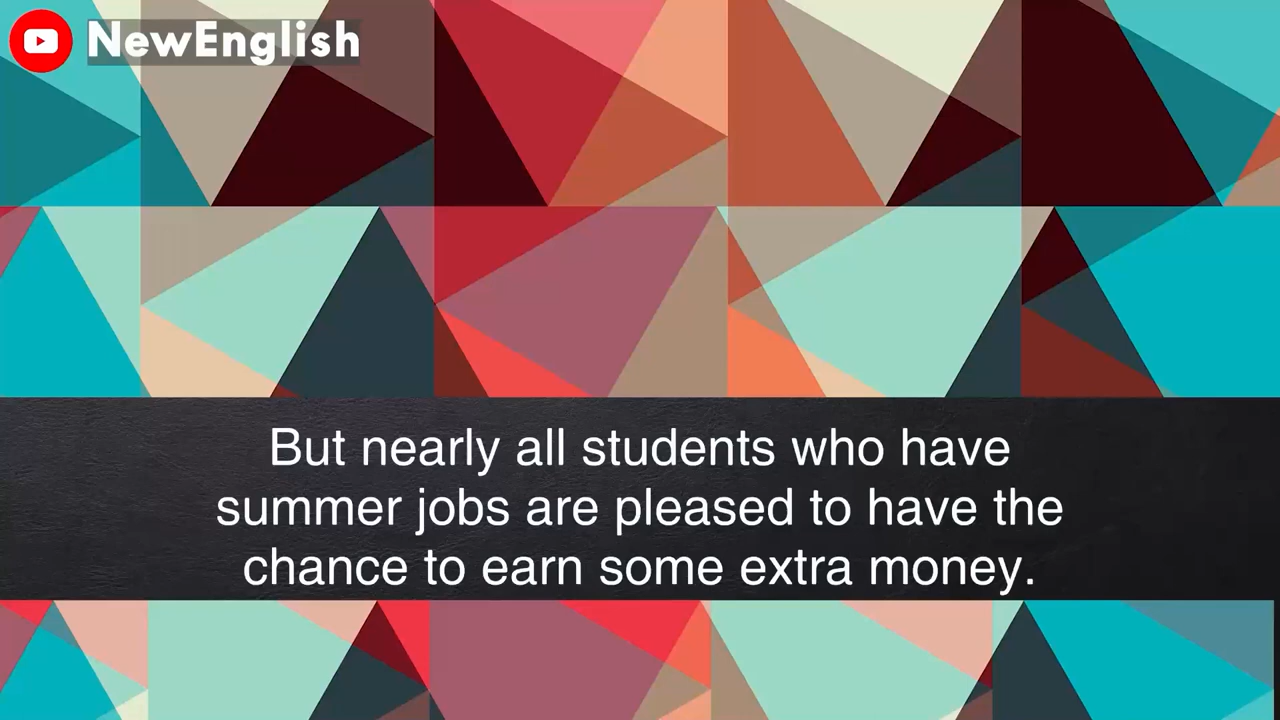 NewEnglish
But nearly all students who have
summer jobs are pleased to have the
chance to earn some extra money.